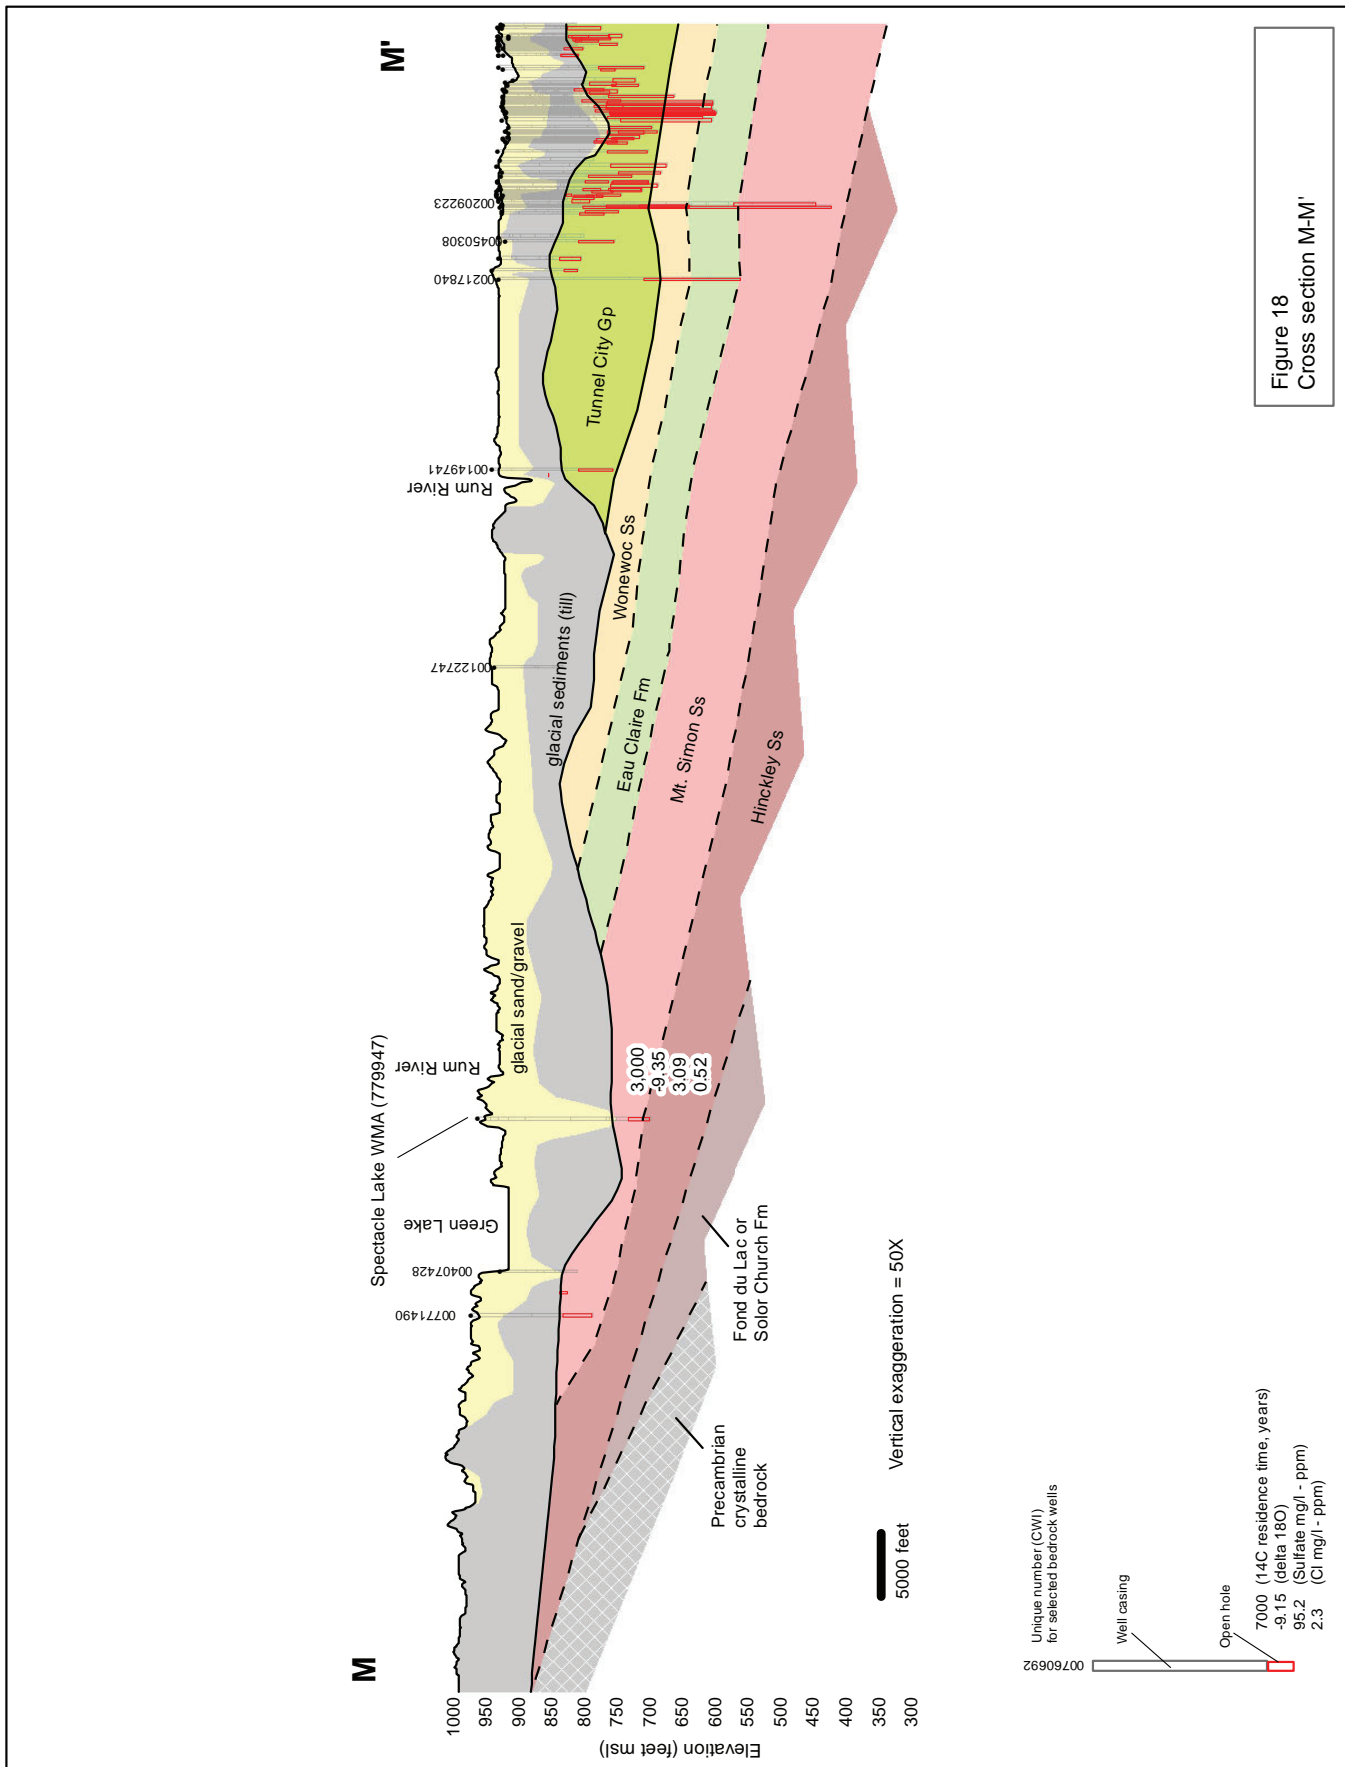 M
M'
Spectacle Lake WMA (779947)
00771490
00407428
Green Lake
Rum River
00122747
Rum River
00149741
00217840
00450308
00209223
glacial sand/gravel
glacial sediments (till)
Tunnel City Gp
Wonewoc Ss
Eau Claire Fm
Mt. Simon Ss
Hinckley Ss
3,000
-9.35
3.09
0.52
Fond du Lac or
Solor Church Fm
Precambrian
crystalline
bedrock
Elevation (feet msl)
1000
950
900
850
800
750
700
650
600
550
500
450
400
350
300
5000 feet
Vertical exaggeration = 50X
00760692
Unique number (CWI)
for selected bedrock wells
Well casing
Open hole
7000 (14C residence time, years)
-9.15 (delta 18O)
95.2 (Sulfate mg/l - ppm)
2.3 (Cl mg/l - ppm)
Figure 18
Cross section M-M'